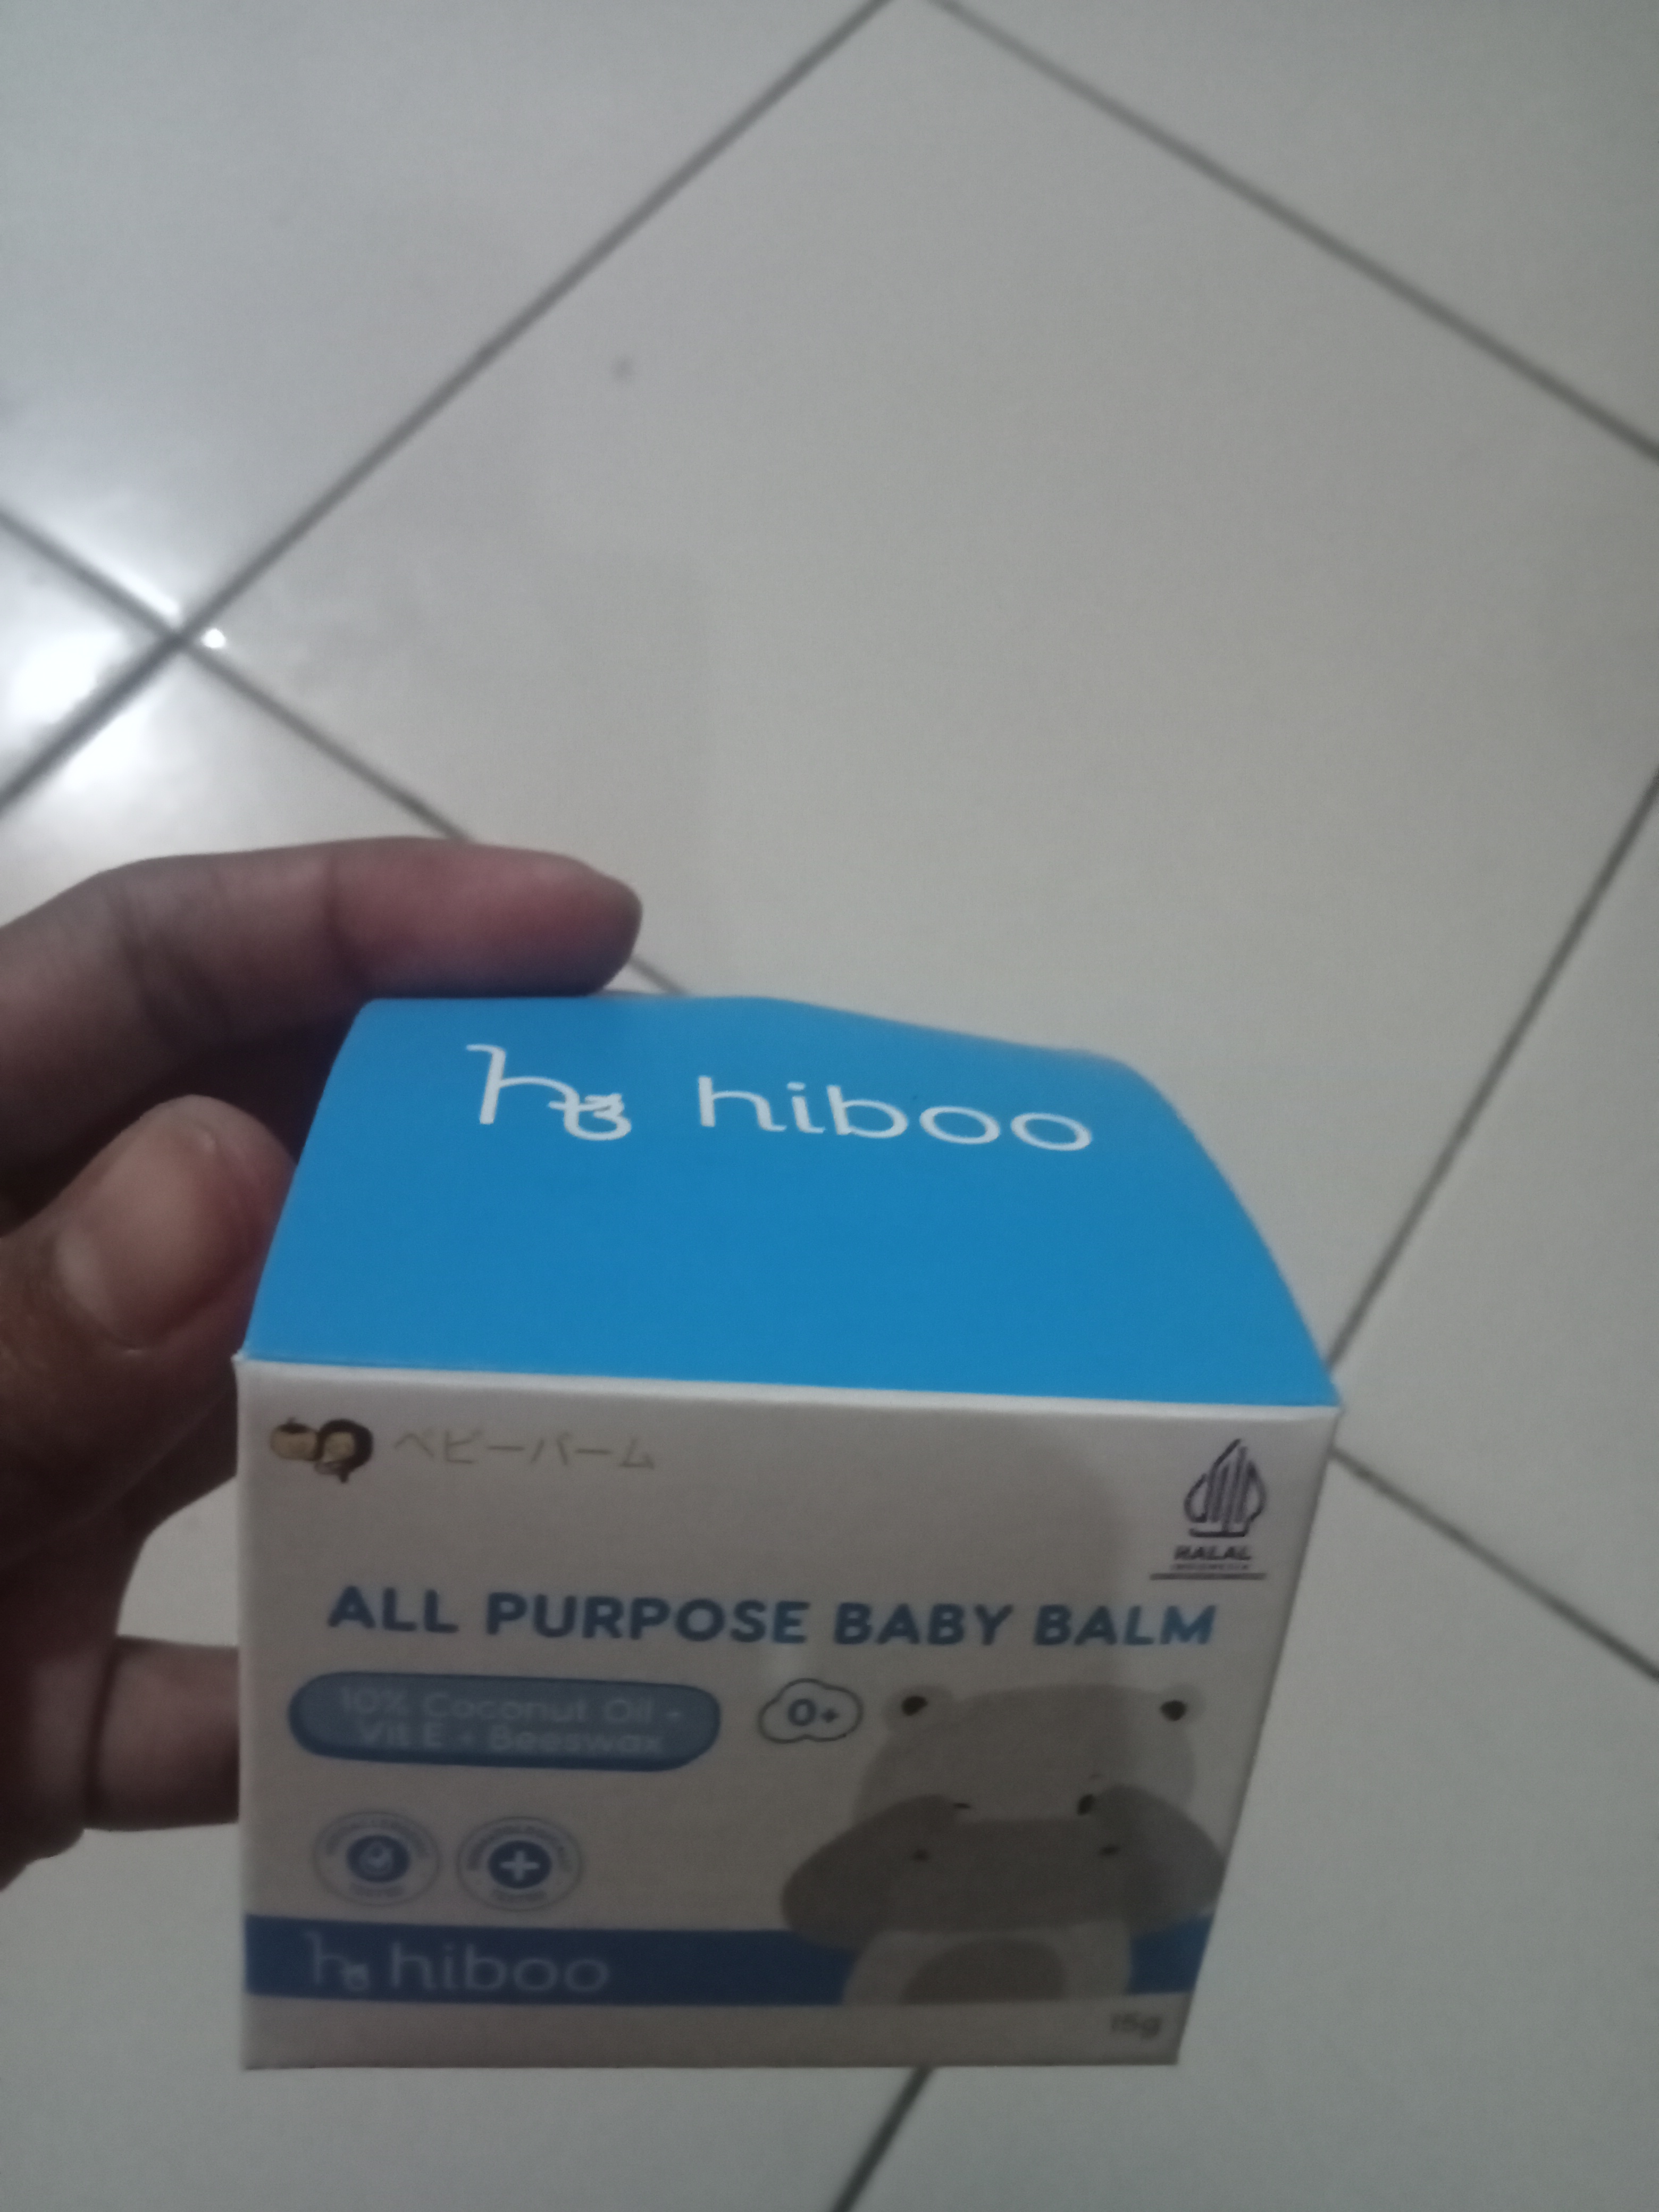 hiboo
ベビーバーム
HALAL
INDONESIA
ALL PURPOSE BABY BALM
10% Coconut Oil +
Vit E + Beeswax
0+
hiboo
15g